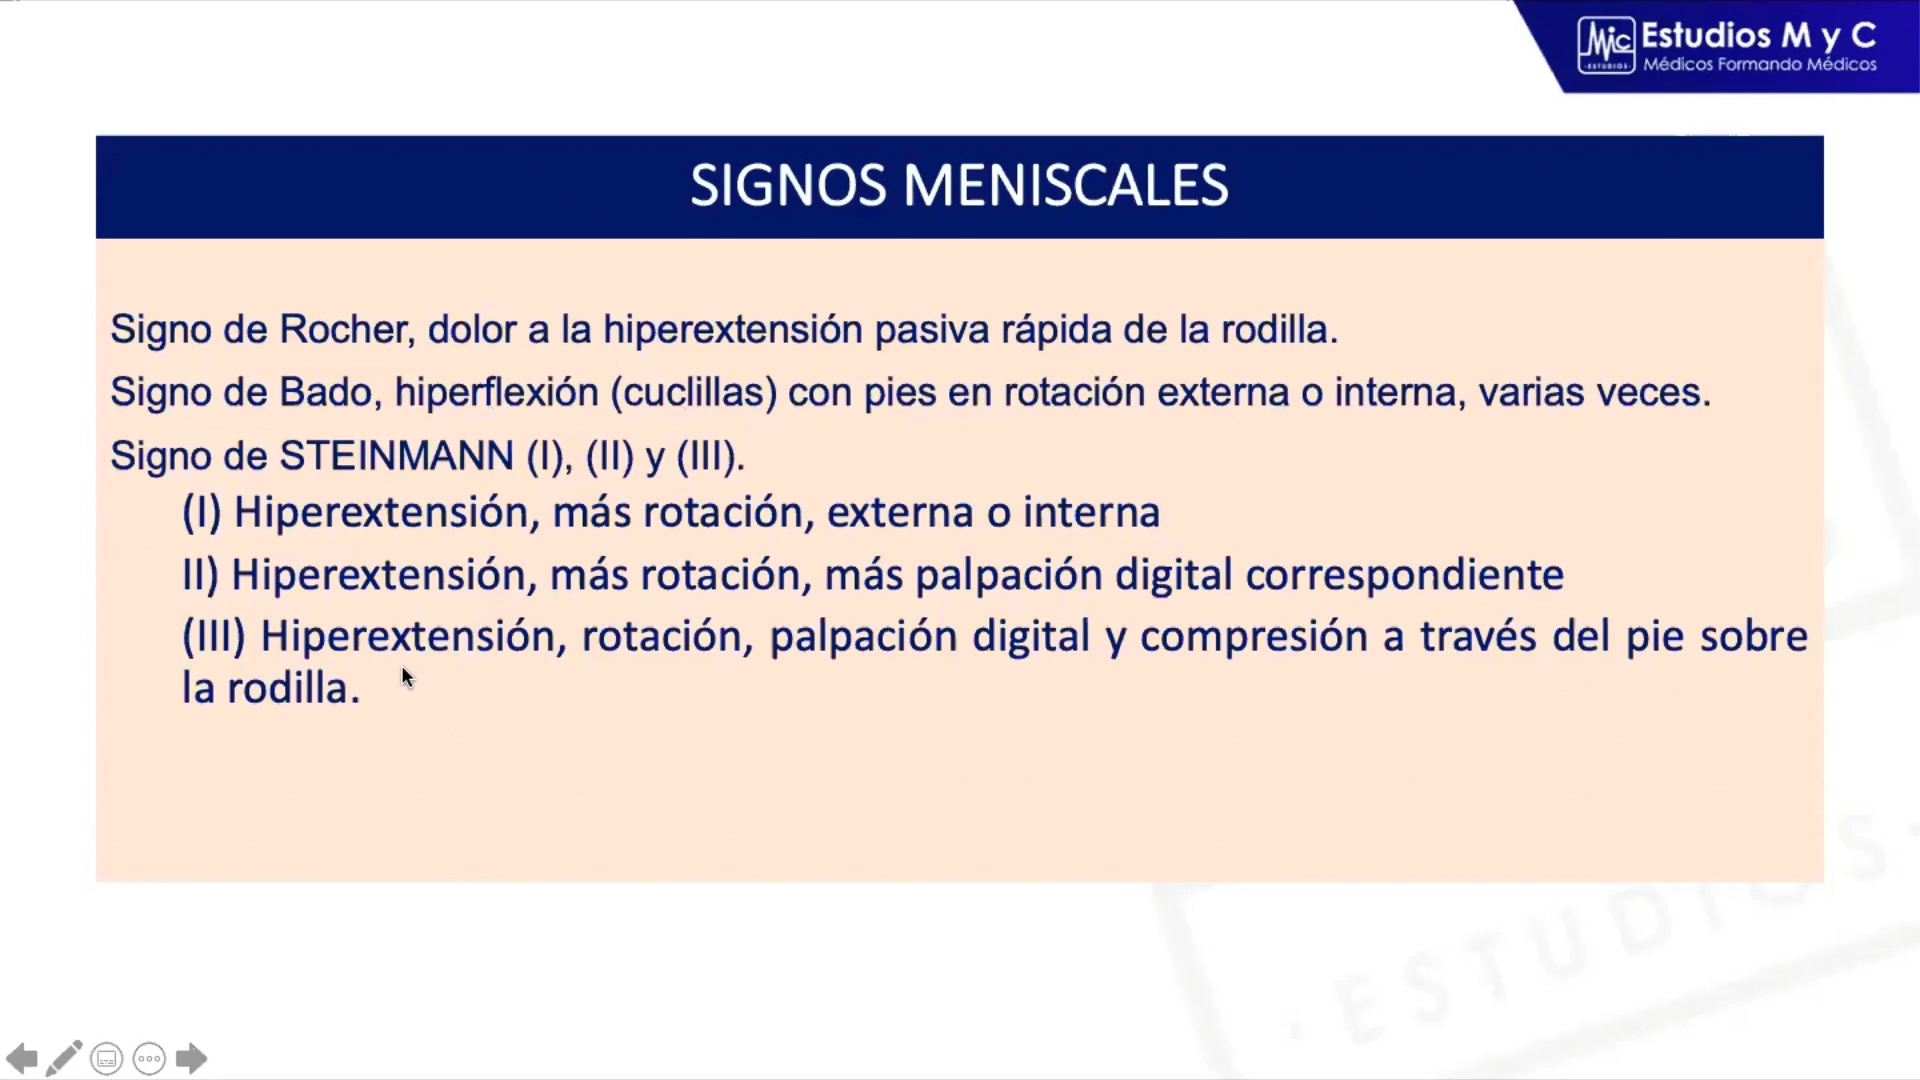 Mic
·ESTUDIOS·
Estudios M y C
Médicos Formando Médicos
SIGNOS MENISCALES
Signo de Rocher, dolor a la hiperextensión pasiva rápida de la rodilla.
Signo de Bado, hiperflexión (cuclillas) con pies en rotación externa o interna, varias veces.
Signo de STEINMANN (I), (II) y (III).
(I) Hiperextensión, más rotación, externa o interna
II) Hiperextensión, más rotación, más palpación digital correspondiente
(III) Hiperextensión, rotación, palpación digital y compresión a través del pie sobre
la rodilla.
· ESTUDIOS ·